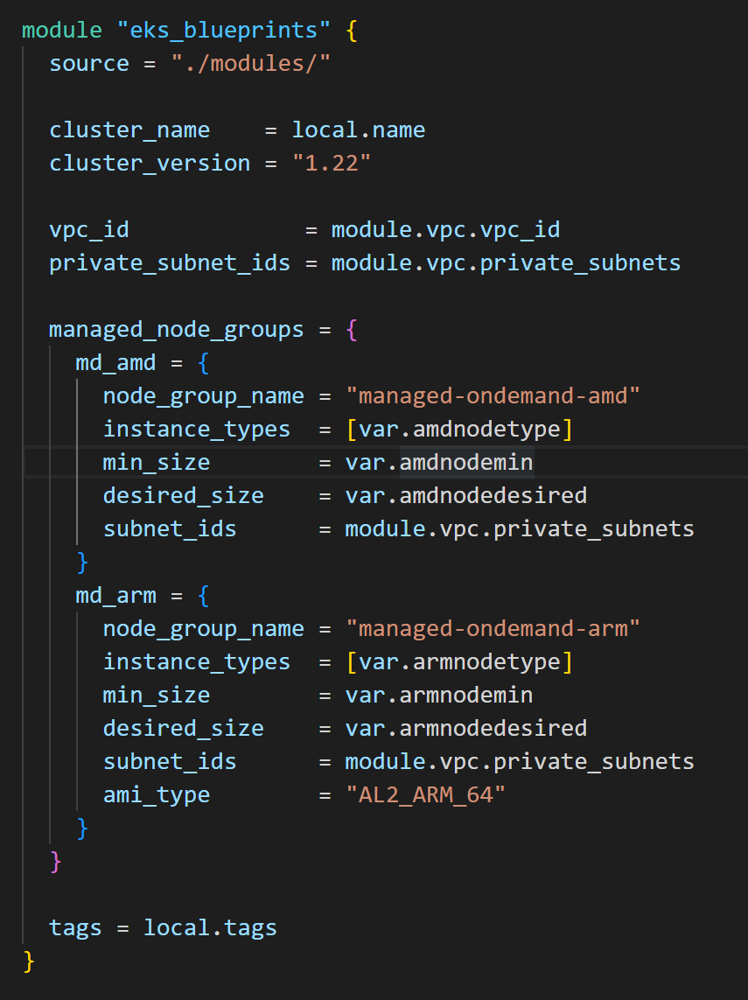 module "eks_blueprints" {
  source = "./modules/"

  cluster_name    = local.name
  cluster_version = "1.22"

  vpc_id             = module.vpc.vpc_id
  private_subnet_ids = module.vpc.private_subnets

  managed_node_groups = {
    md_amd = {
      node_group_name = "managed-ondemand-amd"
      instance_types  = [var.amdnodetype]
      min_size        = var.amdnodemin
      desired_size    = var.amdnodedesired
      subnet_ids      = module.vpc.private_subnets
    }
    md_arm = {
      node_group_name = "managed-ondemand-arm"
      instance_types  = [var.armnodetype]
      min_size        = var.armnodemin
      desired_size    = var.armnodedesired
      subnet_ids      = module.vpc.private_subnets
      ami_type        = "AL2_ARM_64"
    }
  }

  tags = local.tags
}